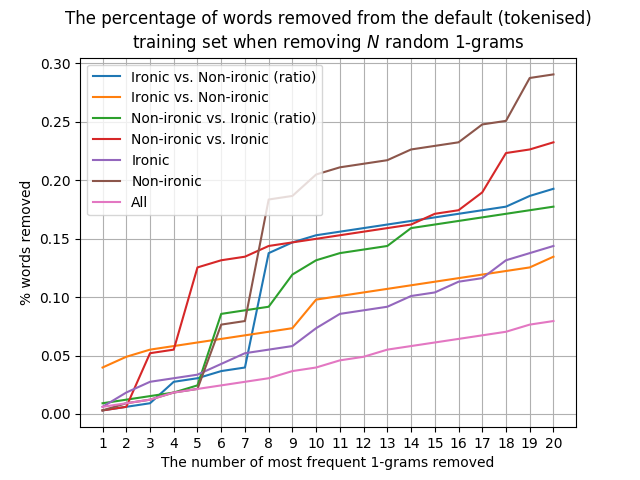 The percentage of words removed from the default (tokenised)
training set when removing N random 1-grams
0.30
0.25
0.20
0.15
0.10
0.05
0.00
% words removed
Ironic vs. Non-ironic (ratio)
Ironic vs. Non-ironic
Non-ironic vs. Ironic (ratio)
Non-ironic vs. Ironic
Ironic
Non-ironic
All
1 2 3 4 5 6 7 8 9 10 11 12 13 14 15 16 17 18 19 20
The number of most frequent 1-grams removed